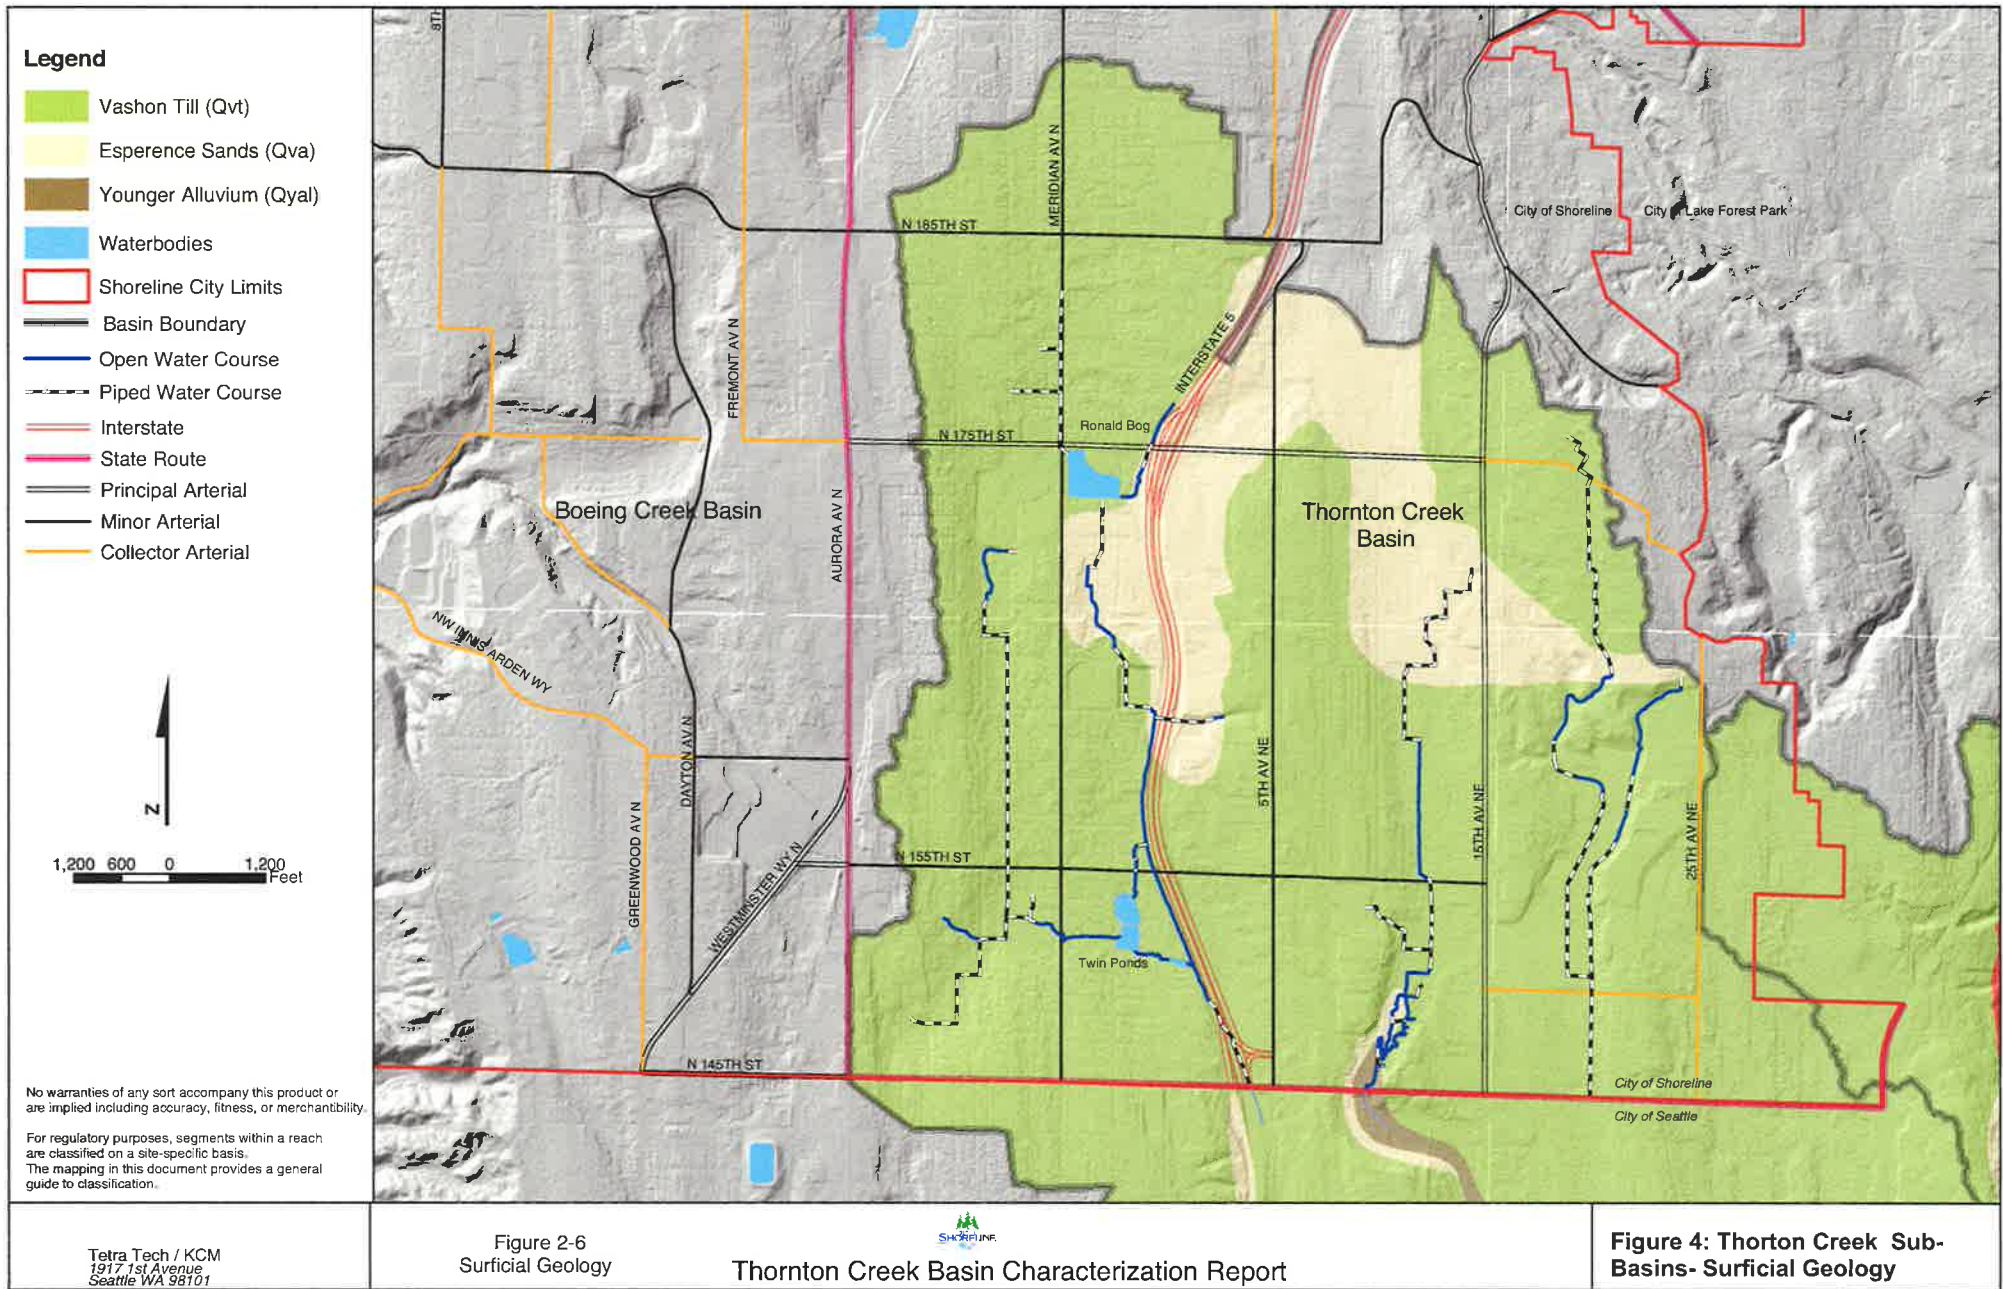 Legend
Vashon Till (Qvt)
Esperence Sands (Qva)
Younger Alluvium (Qyal)
Waterbodies
Shoreline City Limits
Basin Boundary
Open Water Course
Piped Water Course
Interstate
State Route
Principal Arterial
Minor Arterial
Collector Arterial
Z
1,200 600 0 1,200
Feet
No warranties of any sort accompany this product or
are implied including accuracy, fitness, or merchantibility.
For regulatory purposes, segments within a reach
are classified on a site-specific basis.
The mapping in this document provides a general
guide to classification.
8TH
MERIDIAN AV N
N 185TH ST
City of Shoreline
City of Lake Forest Park
FREMONT AV N
INTERSTATE 5
Ronald Bog
N 175TH ST
Boeing Creek Basin
AURORA AV N
Thornton Creek
Basin
NW INNIS ARDEN WY
DAYTON AV N
5TH AV NE
15TH AV NE
25TH AV NE
GREENWOOD AV N
WESTMINSTER WY N
N 155TH ST
Twin Ponds
N 145TH ST
City of Shoreline
City of Seattle
Tetra Tech / KCM
1917 1st Avenue
Seattle WA 98101
Figure 2-6
Surficial Geology
SHORELINE
Thornton Creek Basin Characterization Report
Figure 4: Thorton Creek Sub-
Basins- Surficial Geology